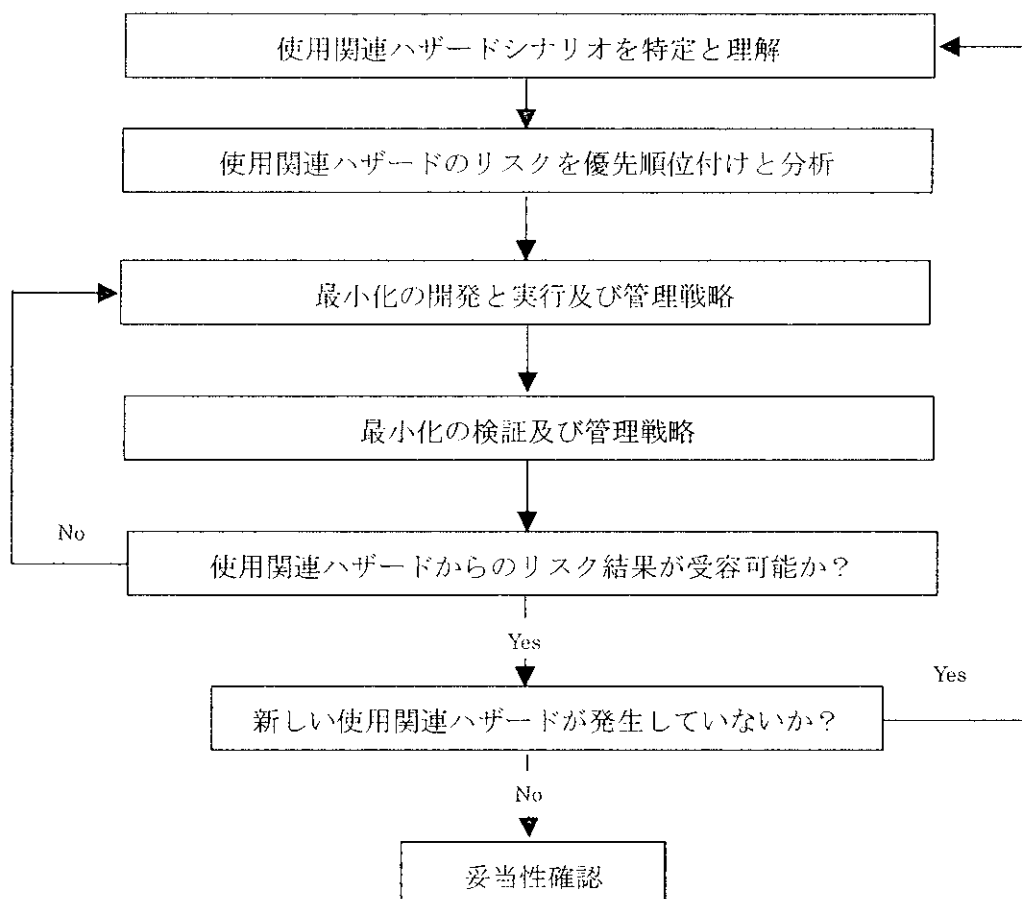 使用関連ハザードシナリオを特定と理解
使用関連ハザードのリスクを優先順位付けと分析
最小化の開発と実行及び管理戦略
最小化の検証及び管理戦略
No
使用関連ハザードからのリスク結果が受容可能か？
Yes
Yes
新しい使用関連ハザードが発生していないか？
No
妥当性確認